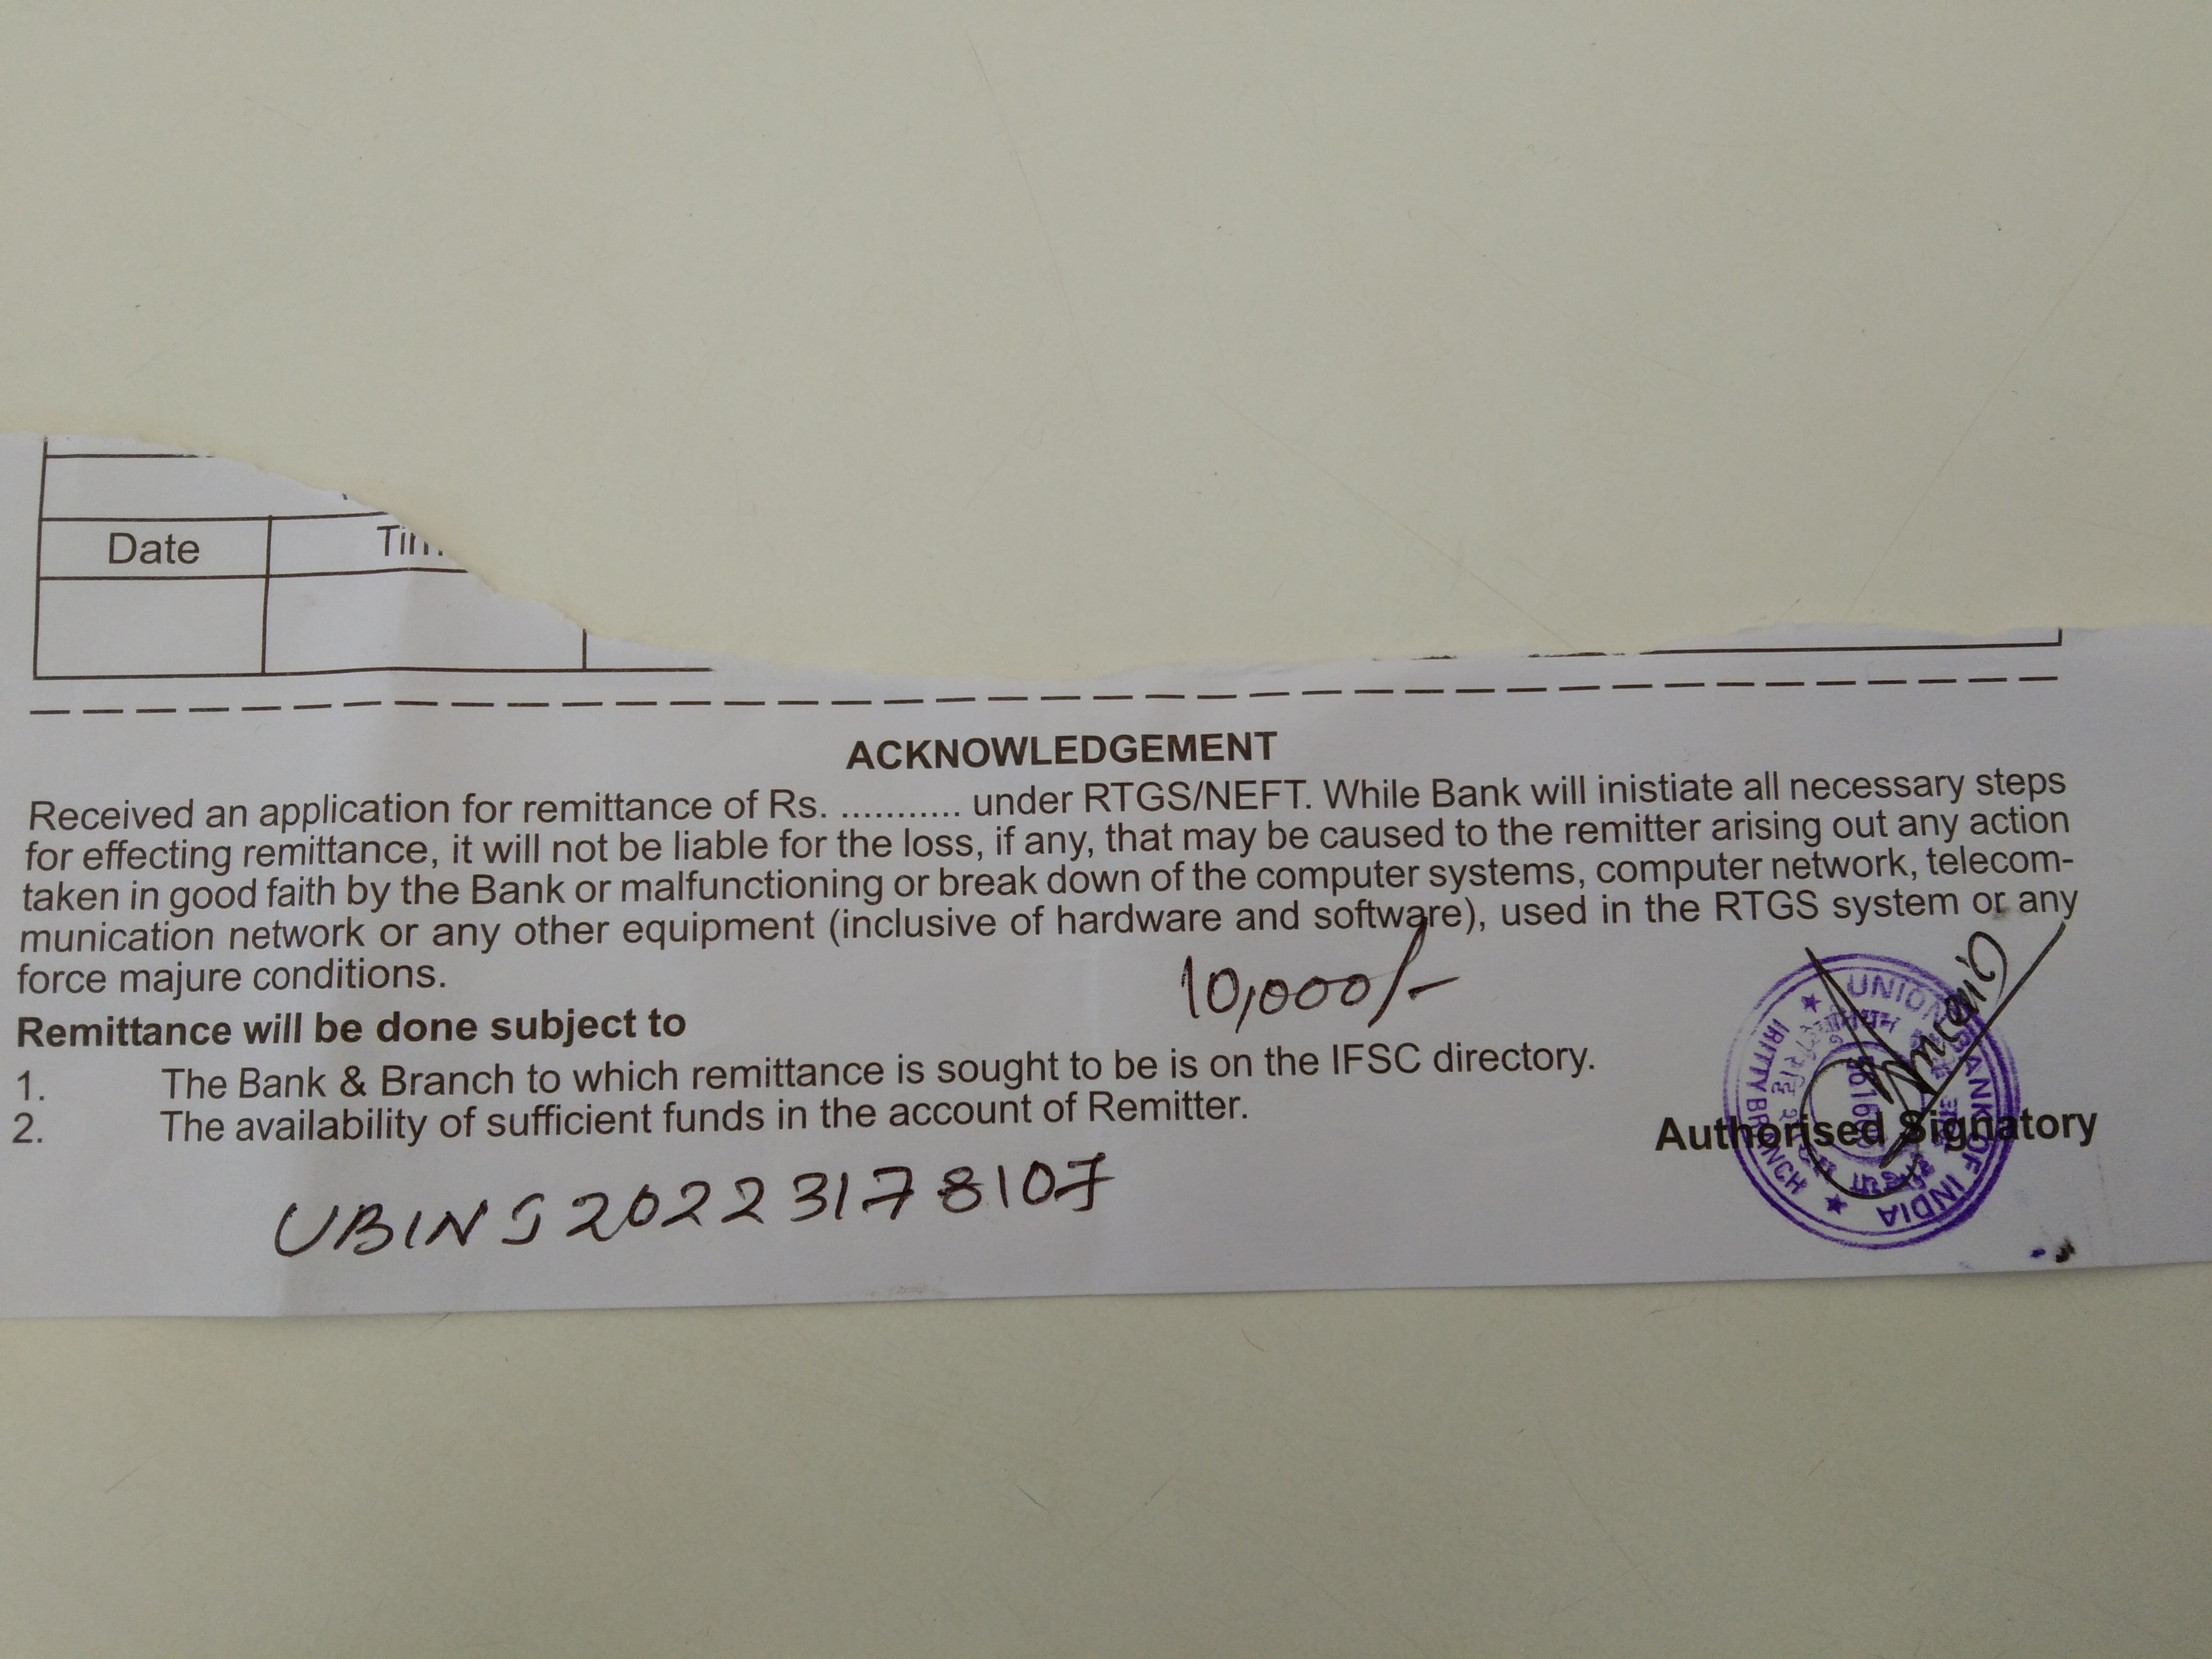 Date
ACKNOWLEDGEMENT
Received an application for remittance of Rs. ............ under RTGS/NEFT. While Bank will inistiate all necessary steps
for effecting remittance, it will not be liable for the loss, if any, that may be caused to the remitter arising out any action
taken in good faith by the Bank or malfunctioning or break down of the computer systems, computer network, telecom-
munication network or any other equipment (inclusive of hardware and software), used in the RTGS system or any
force majure conditions.
10,000/-
Remittance will be done subject to
1. The Bank & Branch to which remittance is sought to be is on the IFSC directory.
2. The availability of sufficient funds in the account of Remitter.
UNION BANK OF INDIA
IRITTY BRANCH
Authorised Signatory
UBINS20223178107